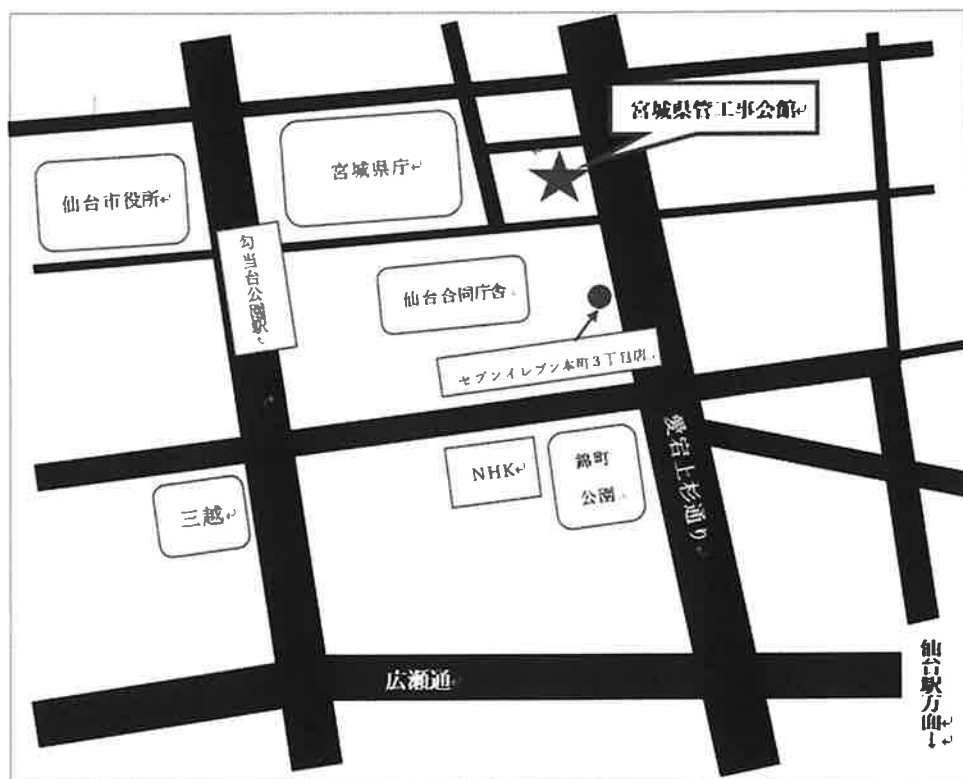 宮城県管工事会館
宮城県庁
仙台市役所
勾当台公園駅
仙台合同庁舎
セブンイレブン本町3丁目店
愛宕上杉通り
NHK
錦町
公園
三越
広瀬通
仙台駅方面→